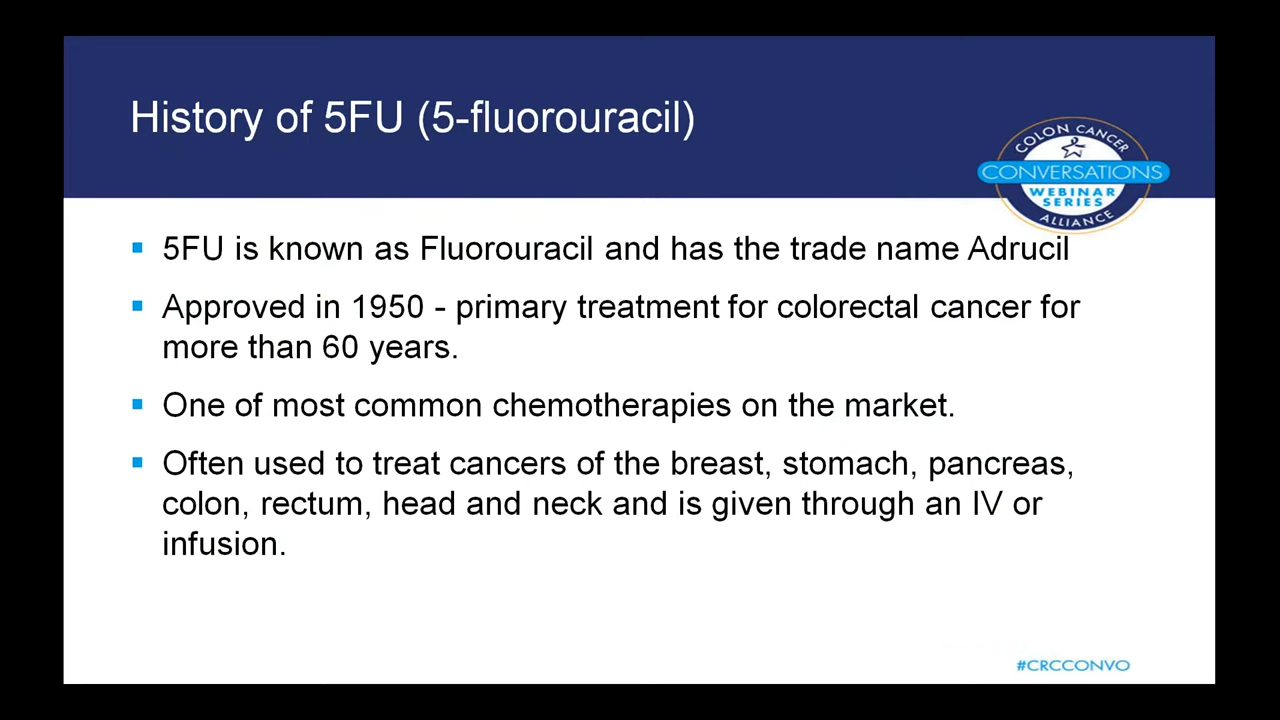 History of 5FU (5-fluorouracil)
COLON CANCER
CONVERSATIONS
WEBINAR
SERIES
ALLIANCE
▪ 5FU is known as Fluorouracil and has the trade name Adrucil
▪ Approved in 1950 - primary treatment for colorectal cancer for
more than 60 years.
▪ One of most common chemotherapies on the market.
▪ Often used to treat cancers of the breast, stomach, pancreas,
colon, rectum, head and neck and is given through an IV or
infusion.
#CRCCONVO